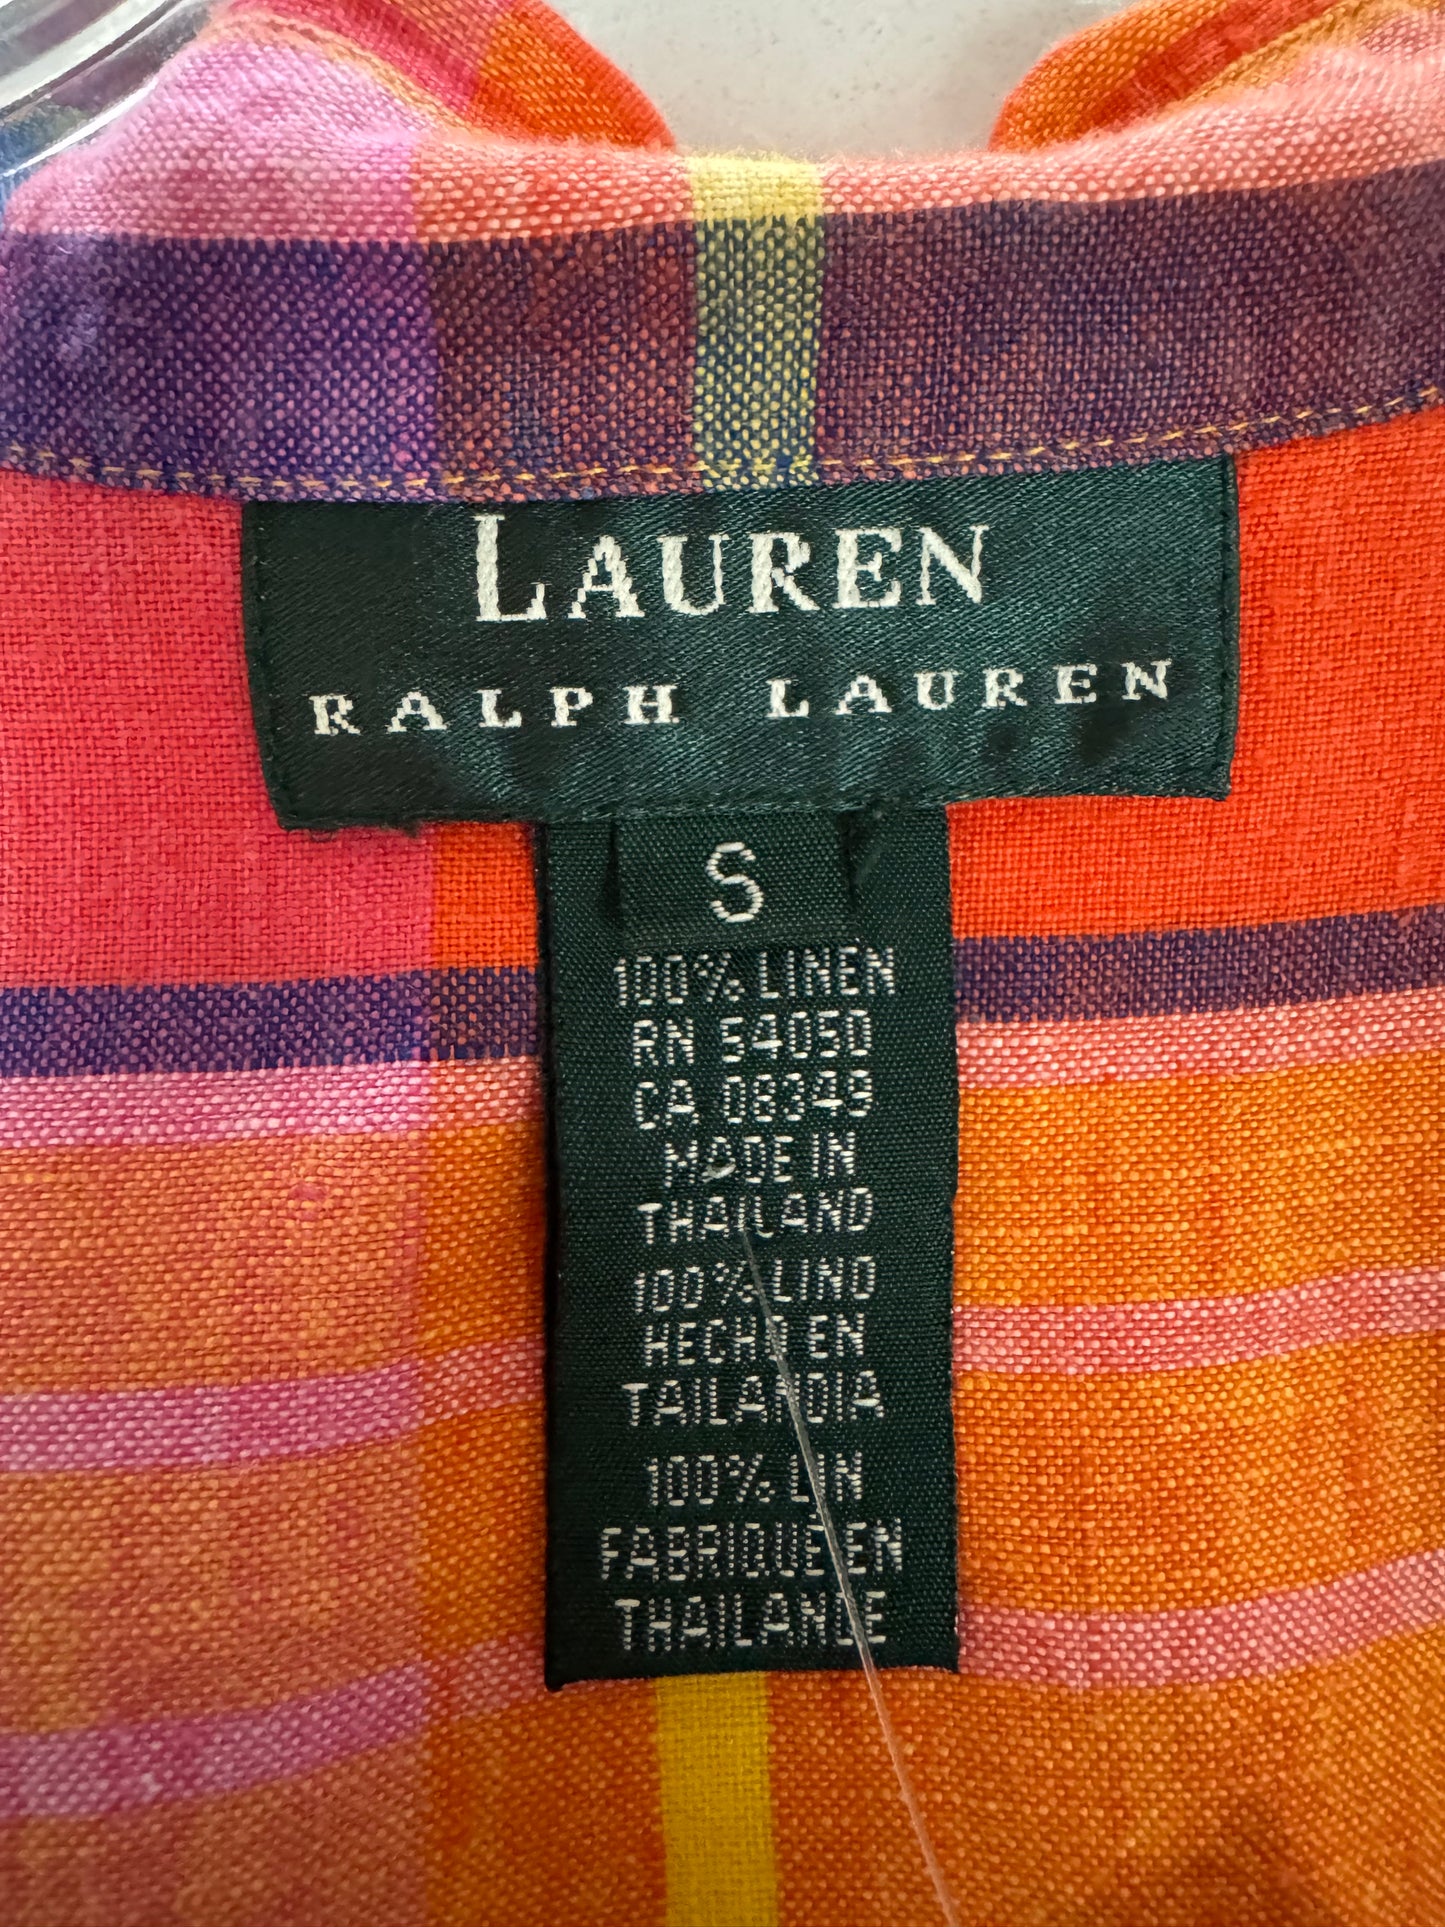 LAUREN
RALPH LAUREN
S
100% LINEN
RN 54050
CA 08349
MADE IN
THAILAND
100% LINO
HECHO EN
TAILANDIA
100% LIN
FABRIQUÉ EN
THAILANDE